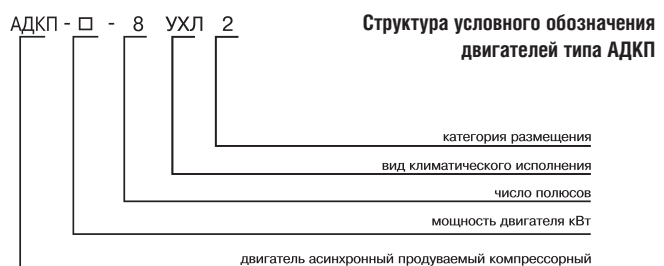 АДКП - □ - 8 УХЛ 2
Структура условного обозначения
двигателей типа АДКП
категория размещения
вид климатического исполнения
число полюсов
мощность двигателя кВт
двигатель асинхронный продуваемый компрессорный